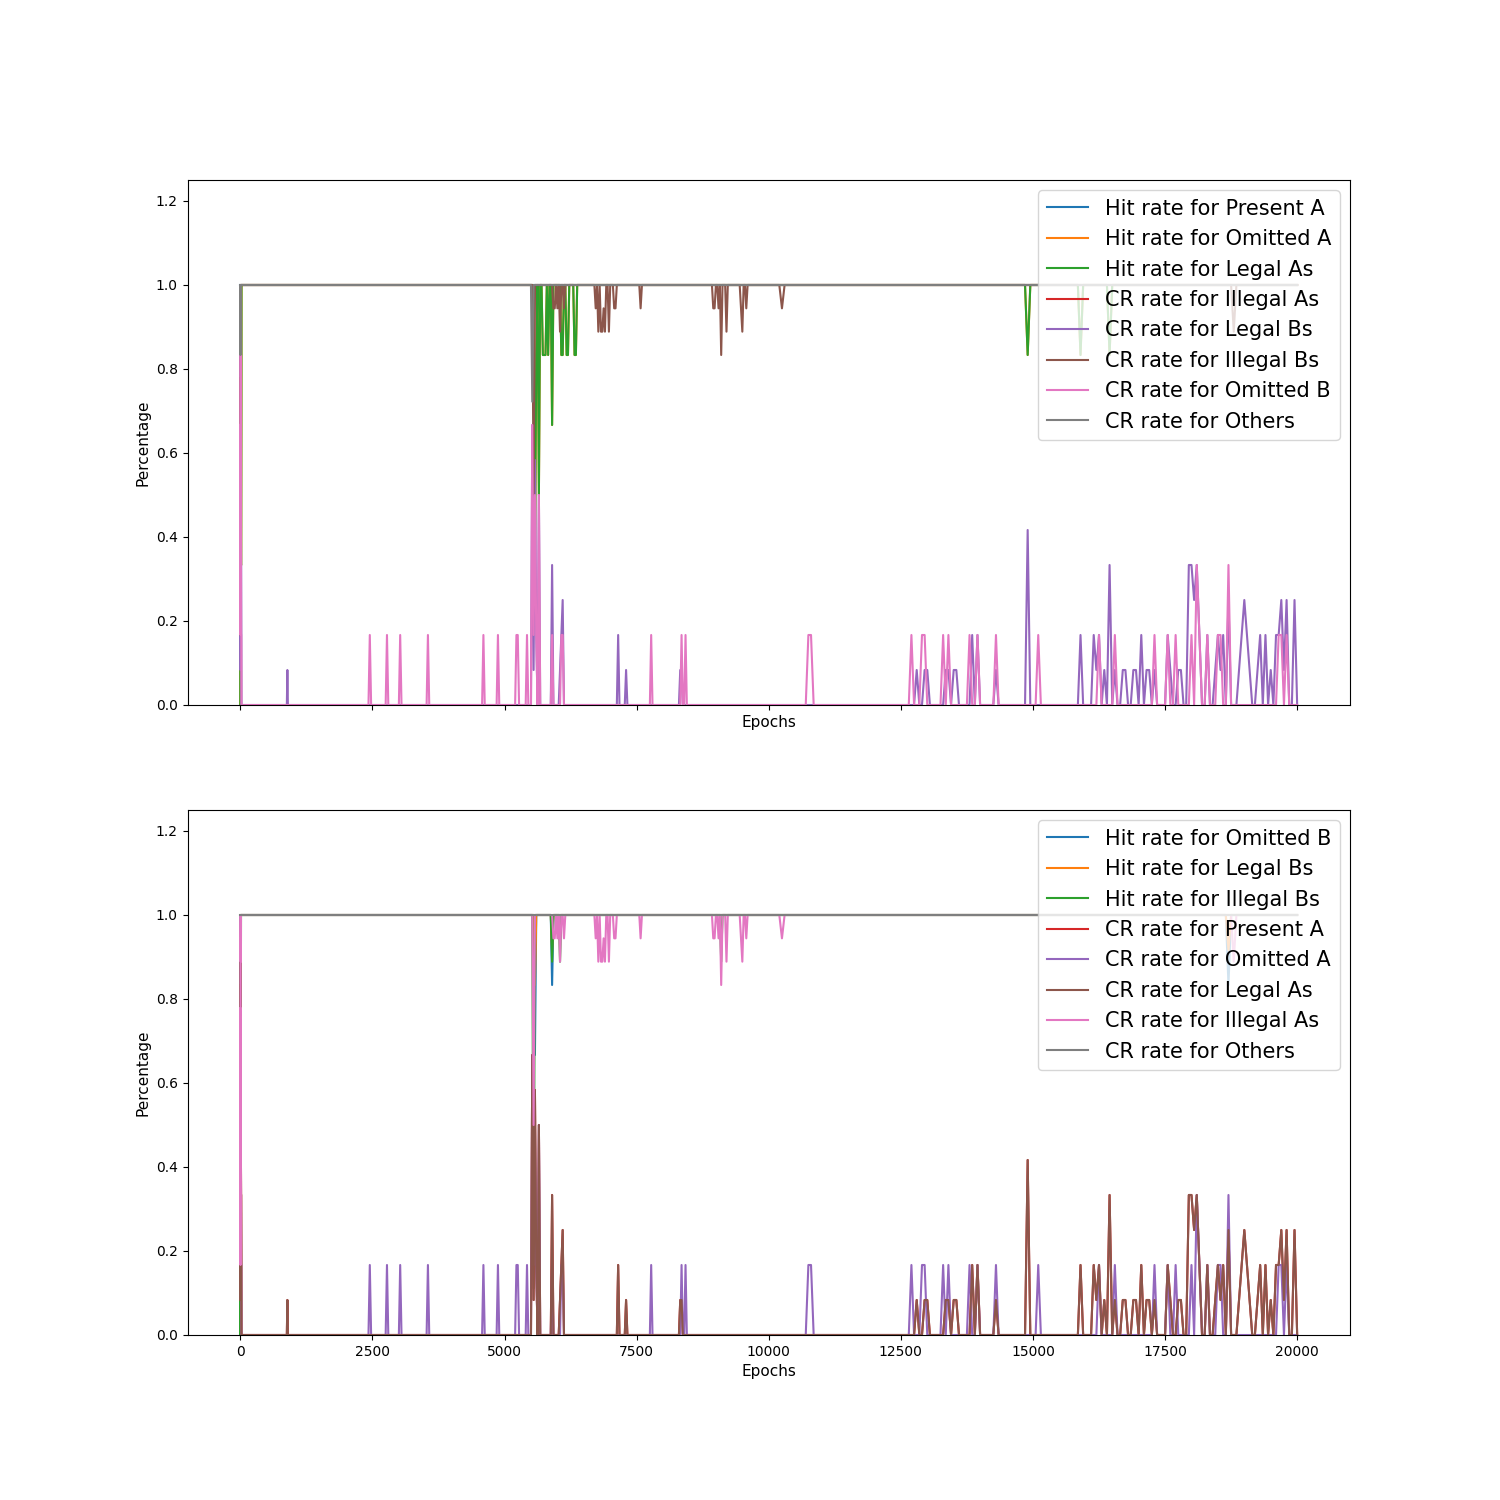 1.2
1.0
0.8
0.6
0.4
0.2
0.0
Percentage
Hit rate for Present A
Hit rate for Omitted A
Hit rate for Legal As
CR rate for Illegal As
CR rate for Legal Bs
CR rate for Illegal Bs
CR rate for Omitted B
CR rate for Others
Epochs
1.2
1.0
0.8
0.6
0.4
0.2
0.0
Percentage
Hit rate for Omitted B
Hit rate for Legal Bs
Hit rate for Illegal Bs
CR rate for Present A
CR rate for Omitted A
CR rate for Legal As
CR rate for Illegal As
CR rate for Others
0 2500 5000 7500 10000 12500 15000 17500 20000
Epochs